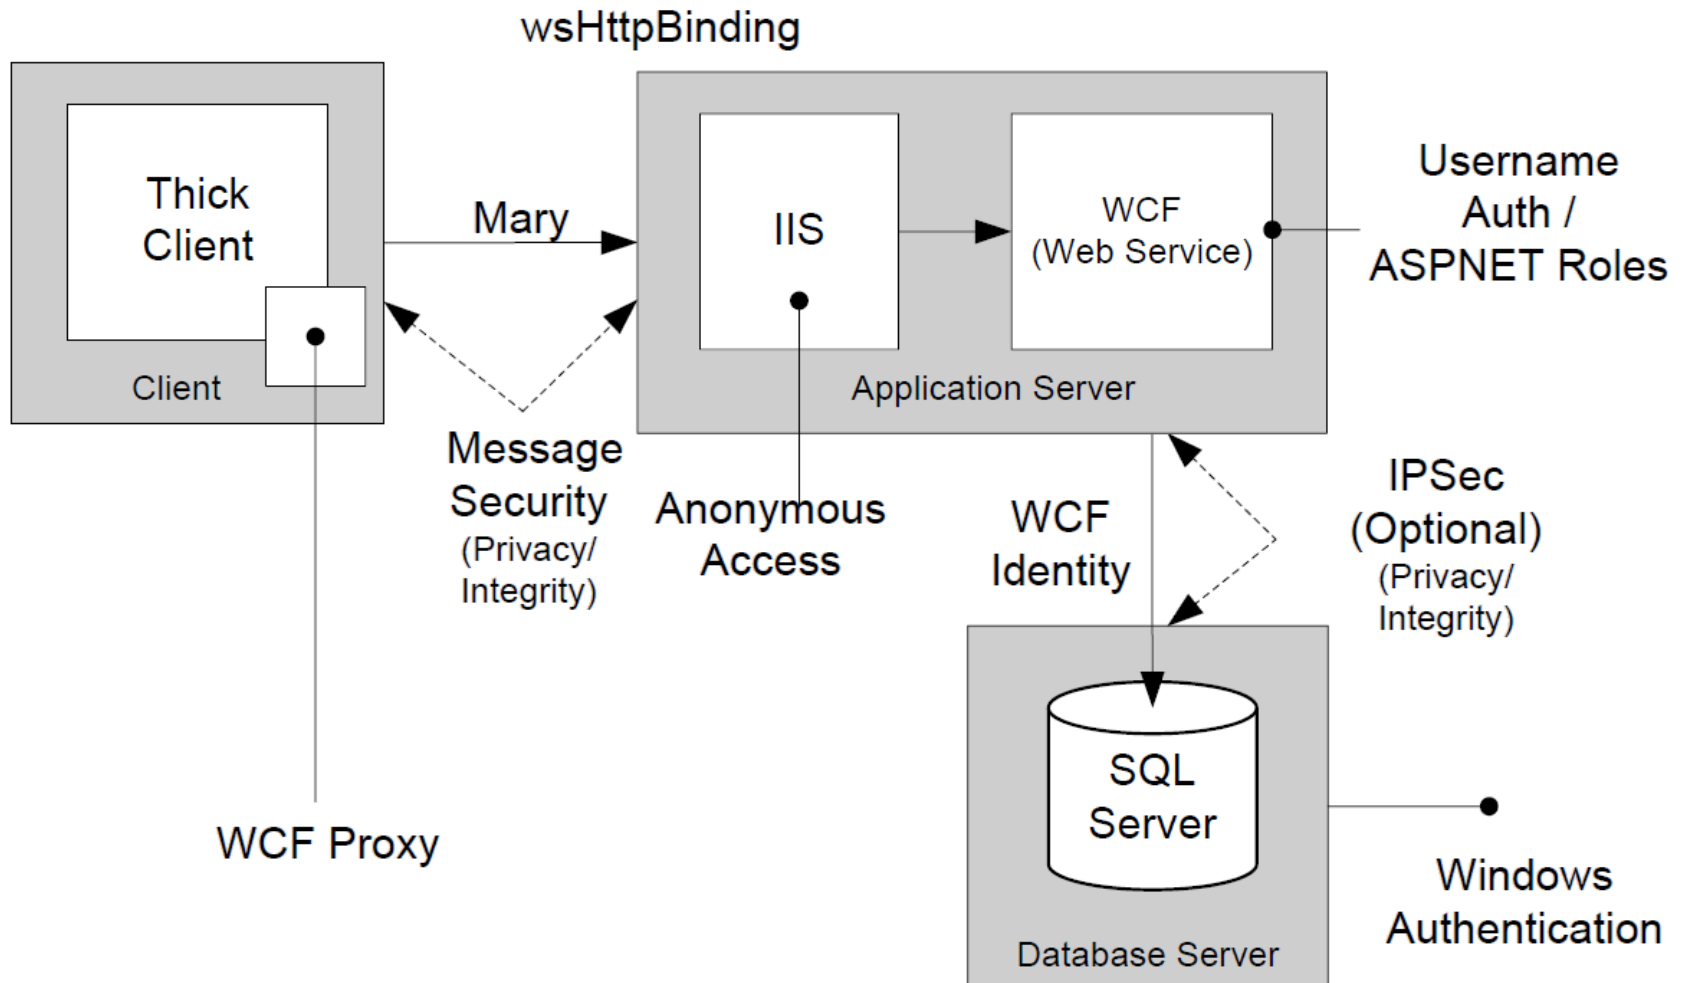 wsHttpBinding
Thick
Client
Client
WCF Proxy
Mary
Message
Security
(Privacy/
Integrity)
IIS
Anonymous
Access
WCF
(Web Service)
Application Server
Username
Auth /
ASPNET Roles
WCF
Identity
IPSec
(Optional)
(Privacy/
Integrity)
SQL
Server
Database Server
Windows
Authentication